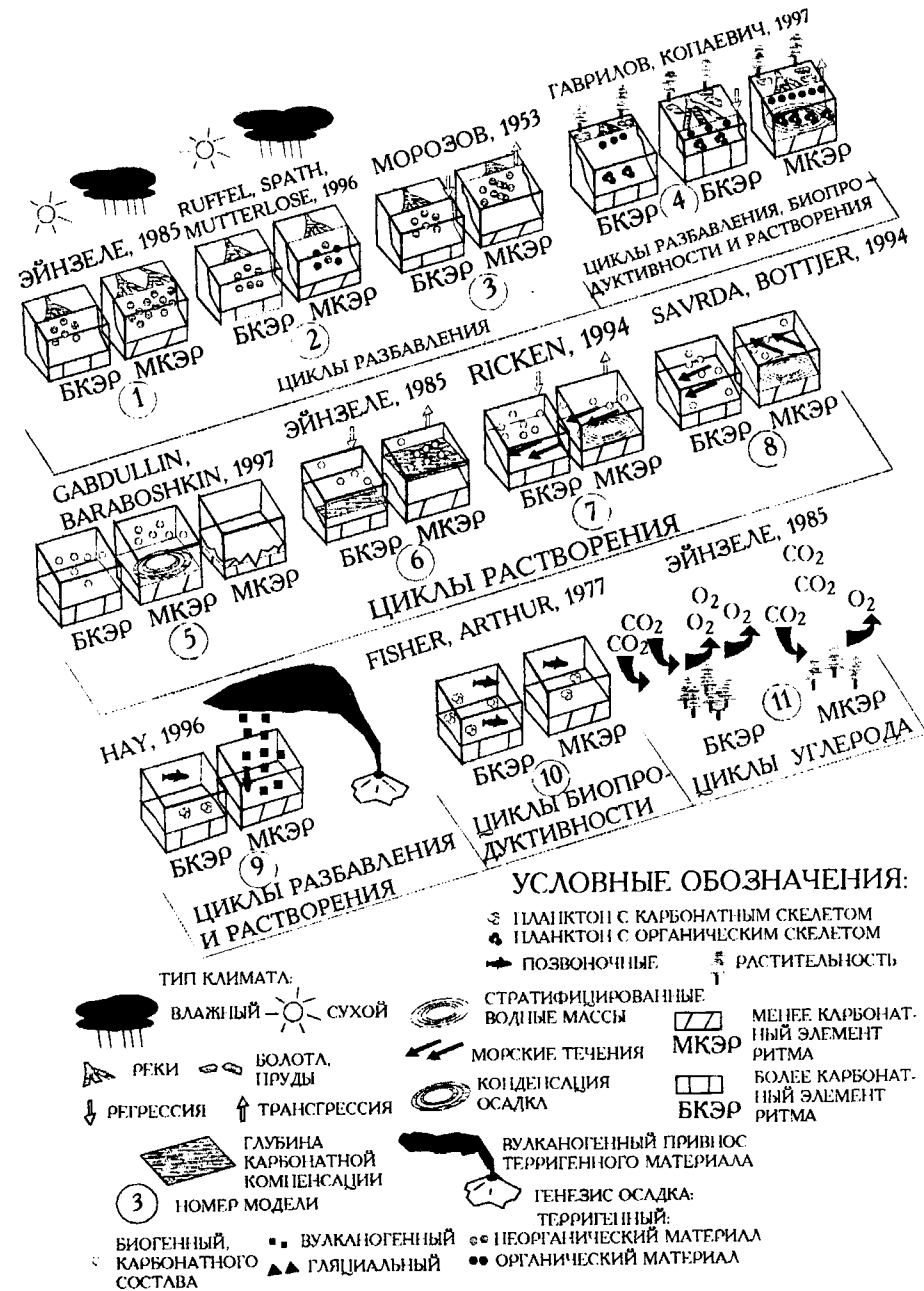 ГАВРИЛОВ, КОПАЕВИЧ, 1997
МОРОЗОВ, 1953
RUFFEL, SPATH,
MUTTERLOSE, 1996
ЭЙНЗЕЛЕ, 1985
БКЭР МКЭР
1
БКЭР МКЭР
2
БКЭР МКЭР
3
БКЭР БКЭР МКЭР
4
ЦИКЛЫ РАЗБАВЛЕНИЯ
ЦИКЛЫ РАЗБАВЛЕНИЯ, БИОПРО-
ДУКТИВНОСТИ И РАСТВОРЕНИЯ
GABDULLIN,
BARABOSHKIN, 1997
ЭЙНЗЕЛЕ, 1985
RICKEN, 1994
SAVRDA, BOTTJER, 1994
БКЭР МКЭР МКЭР
5
БКЭР МКЭР
6
БКЭР МКЭР
7
БКЭР МКЭР
8
ЦИКЛЫ РАСТВОРЕНИЯ
HAY, 1996
FISHER, ARTHUR, 1977
ЭЙНЗЕЛЕ, 1985
CO2 CO2 O2 O2 O2 CO2 CO2 CO2 O2
БКЭР МКЭР
9
БКЭР МКЭР
10
БКЭР МКЭР
11
ЦИКЛЫ РАЗБАВЛЕНИЯ
И РАСТВОРЕНИЯ
ЦИКЛЫ БИОПРО-
ДУКТИВНОСТИ
ЦИКЛЫ УГЛЕРОДА
УСЛОВНЫЕ ОБОЗНАЧЕНИЯ:
ПЛАНКТОН С КАРБОНАТНЫМ СКЕЛЕТОМ
ПЛАНКТОН С ОРГАНИЧЕСКИМ СКЕЛЕТОМ
ПОЗВОНОЧНЫЕ РАСТИТЕЛЬНОСТЬ
ТИП КЛИМАТА:
ВЛАЖНЫЙ СУХОЙ
СТРАТИФИЦИРОВАННЫЕ
ВОДНЫЕ МАССЫ
МЕНЕЕ КАРБОНАТ-
НЫЙ ЭЛЕМЕНТ
РИТМА
МКЭР
РЕКИ
БОЛОТА,
ПРУДЫ
МОРСКИЕ ТЕЧЕНИЯ
КОНДЕНСАЦИЯ
ОСАДКА
БОЛЕЕ КАРБОНАТ-
НЫЙ ЭЛЕМЕНТ
РИТМА
БКЭР
РЕГРЕССИЯ ТРАНСГРЕССИЯ
ГЛУБИНА
КАРБОНАТНОЙ
КОМПЕНСАЦИИ
ВУЛКАНОГЕННЫЙ ПРИВНОС
ТЕРРИГЕННОГО МАТЕРИАЛА
3 НОМЕР МОДЕЛИ
ГЕНЕЗИС ОСАДКА:
ТЕРРИГЕННЫЙ:
БИОГЕННЫЙ,
КАРБОНАТНОГО
СОСТАВА
ВУЛКАНОГЕННЫЙ
ГЛЯЦИАЛЬНЫЙ
НЕОРГАНИЧЕСКИЙ МАТЕРИАЛ
ОРГАНИЧЕСКИЙ МАТЕРИАЛ